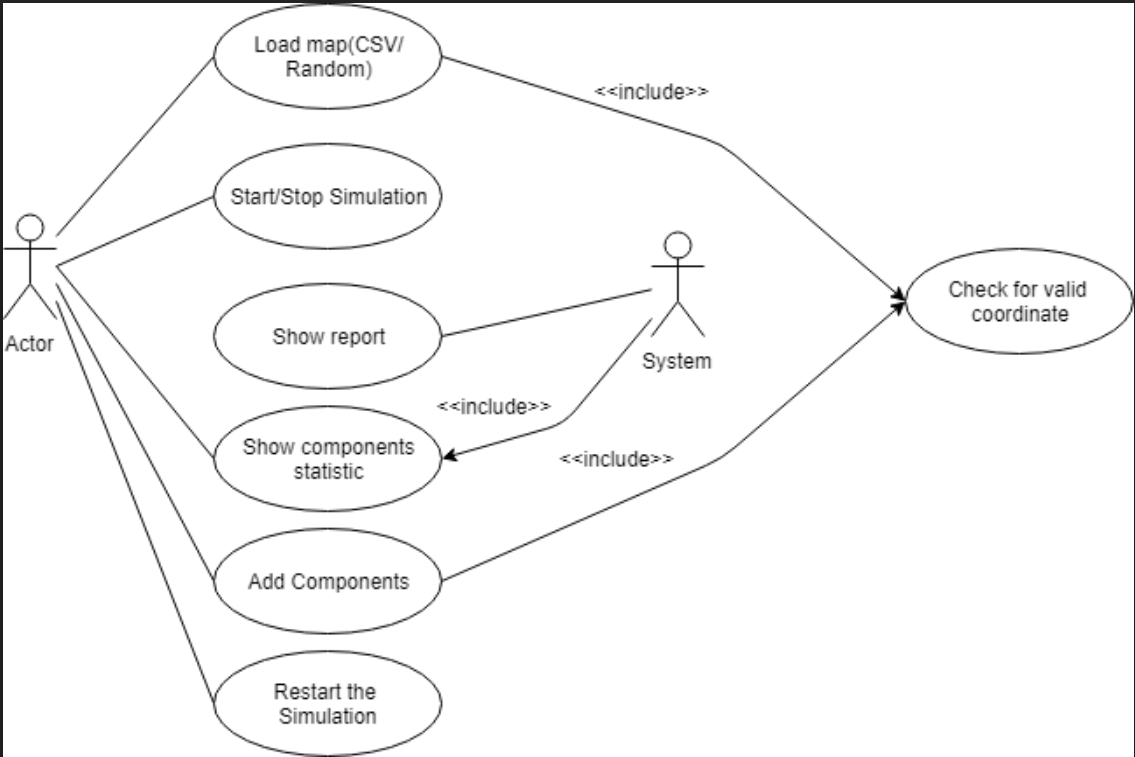 Load map(CSV/
Random)
<<include>>
Start/Stop Simulation
Actor
Show report
System
Check for valid
coordinate
<<include>>
Show components
statistic
<<include>>
Add Components
Restart the
Simulation